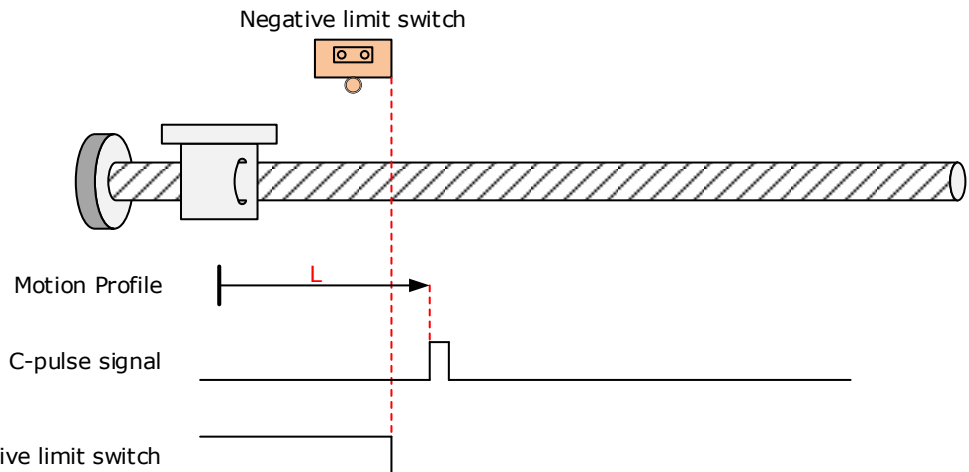 Negative limit switch
Motion Profile
L
C-pulse signal
ive limit switch